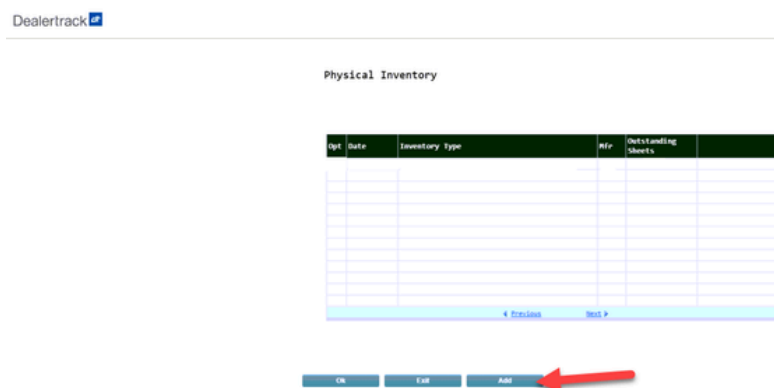 Dealertrack
Physical Inventory
Opt Date Inventory Type Mfr Outstanding Sheets
Previous Next
Ok Exit Add